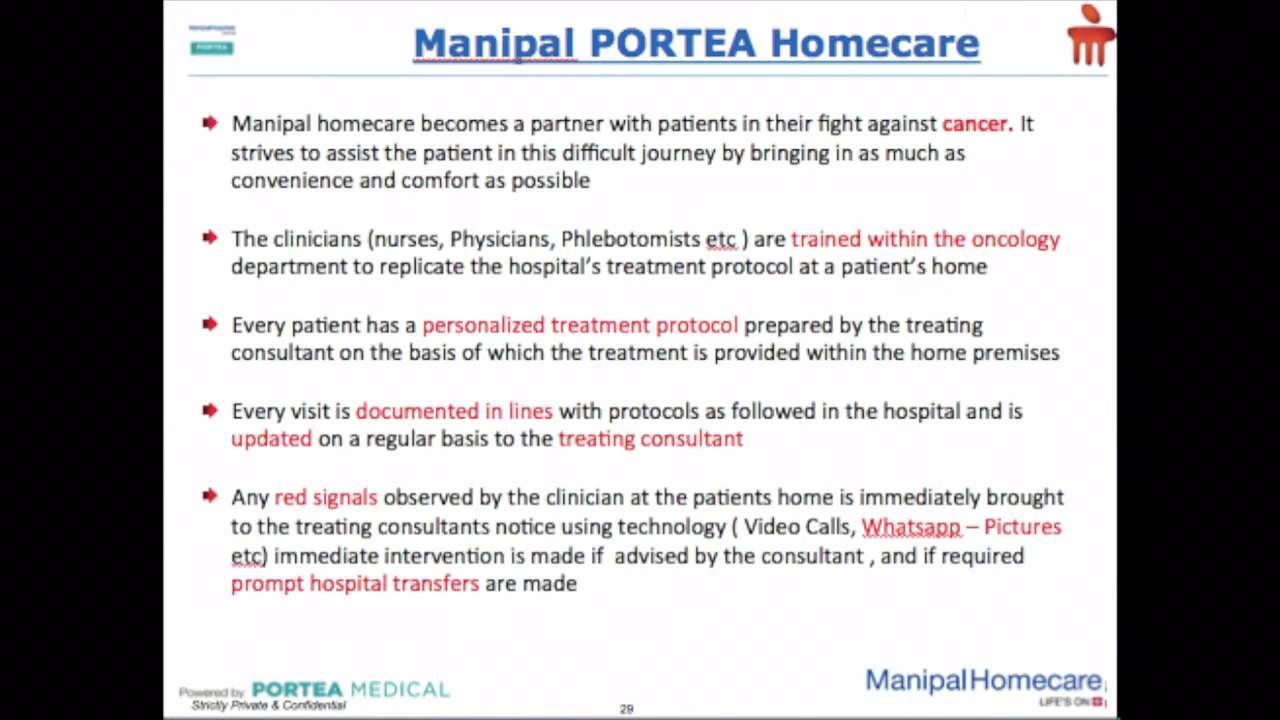 PORTEA
Manipal PORTEA Homecare
Manipal homecare becomes a partner with patients in their fight against cancer. It
strives to assist the patient in this difficult journey by bringing in as much as
convenience and comfort as possible
The clinicians (nurses, Physicians, Phlebotomists etc ) are trained within the oncology
department to replicate the hospital's treatment protocol at a patient's home
Every patient has a personalized treatment protocol prepared by the treating
consultant on the basis of which the treatment is provided within the home premises
Every visit is documented in lines with protocols as followed in the hospital and is
updated on a regular basis to the treating consultant
Any red signals observed by the clinician at the patients home is immediately brought
to the treating consultants notice using technology ( Video Calls, Whatsapp – Pictures
etc) immediate intervention is made if advised by the consultant , and if required
prompt hospital transfers are made
Powered by PORTEA MEDICAL
Strictly Private & Confidential
29
ManipalHomecare
LIFE'S ON